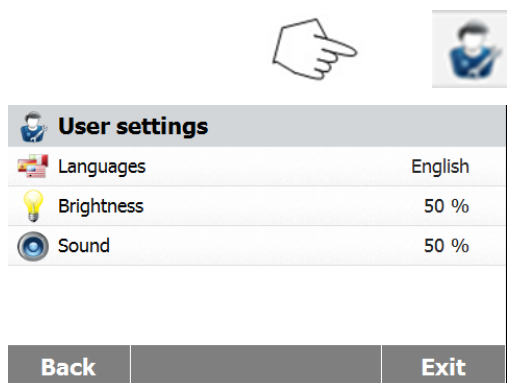 User settings
Languages English
Brightness 50 %
Sound 50 %
Back Exit